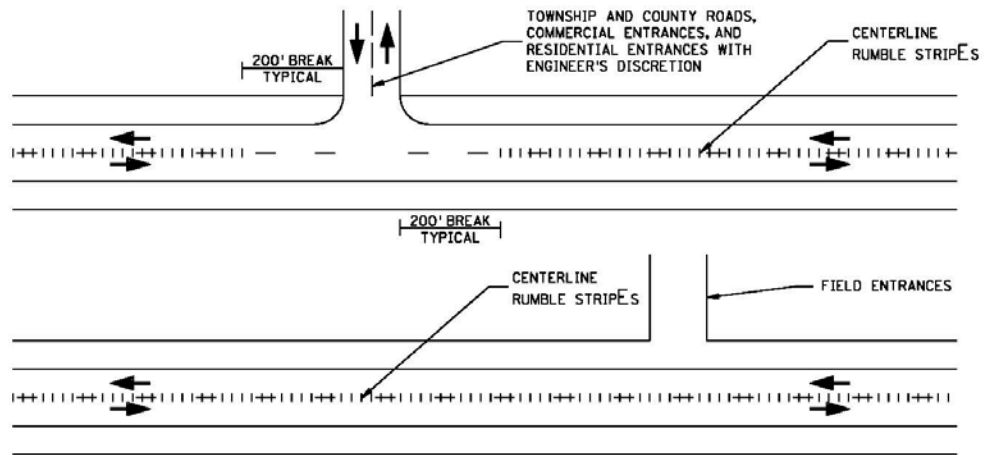 TOWNSHIP AND COUNTY ROADS,
COMMERCIAL ENTRANCES, AND
RESIDENTIAL ENTRANCES WITH
ENGINEER'S DISCRETION
CENTERLINE
RUMBLE STRIPEs
200' BREAK
TYPICAL
200' BREAK
TYPICAL
CENTERLINE
RUMBLE STRIPEs
FIELD ENTRANCES